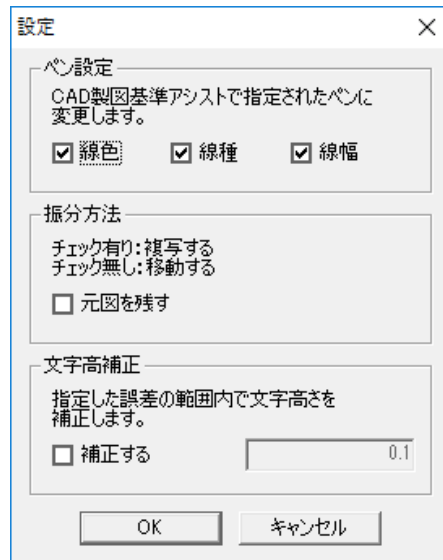 設定
ペン設定
CAD製図基準アシストで指定されたペンに
変更します。
線色 線種 線幅
振分方法
チェック有り:複写する
チェック無し:移動する
元図を残す
文字高補正
指定した誤差の範囲内で文字高さを
補正します。
補正する 0.1
OK キャンセル